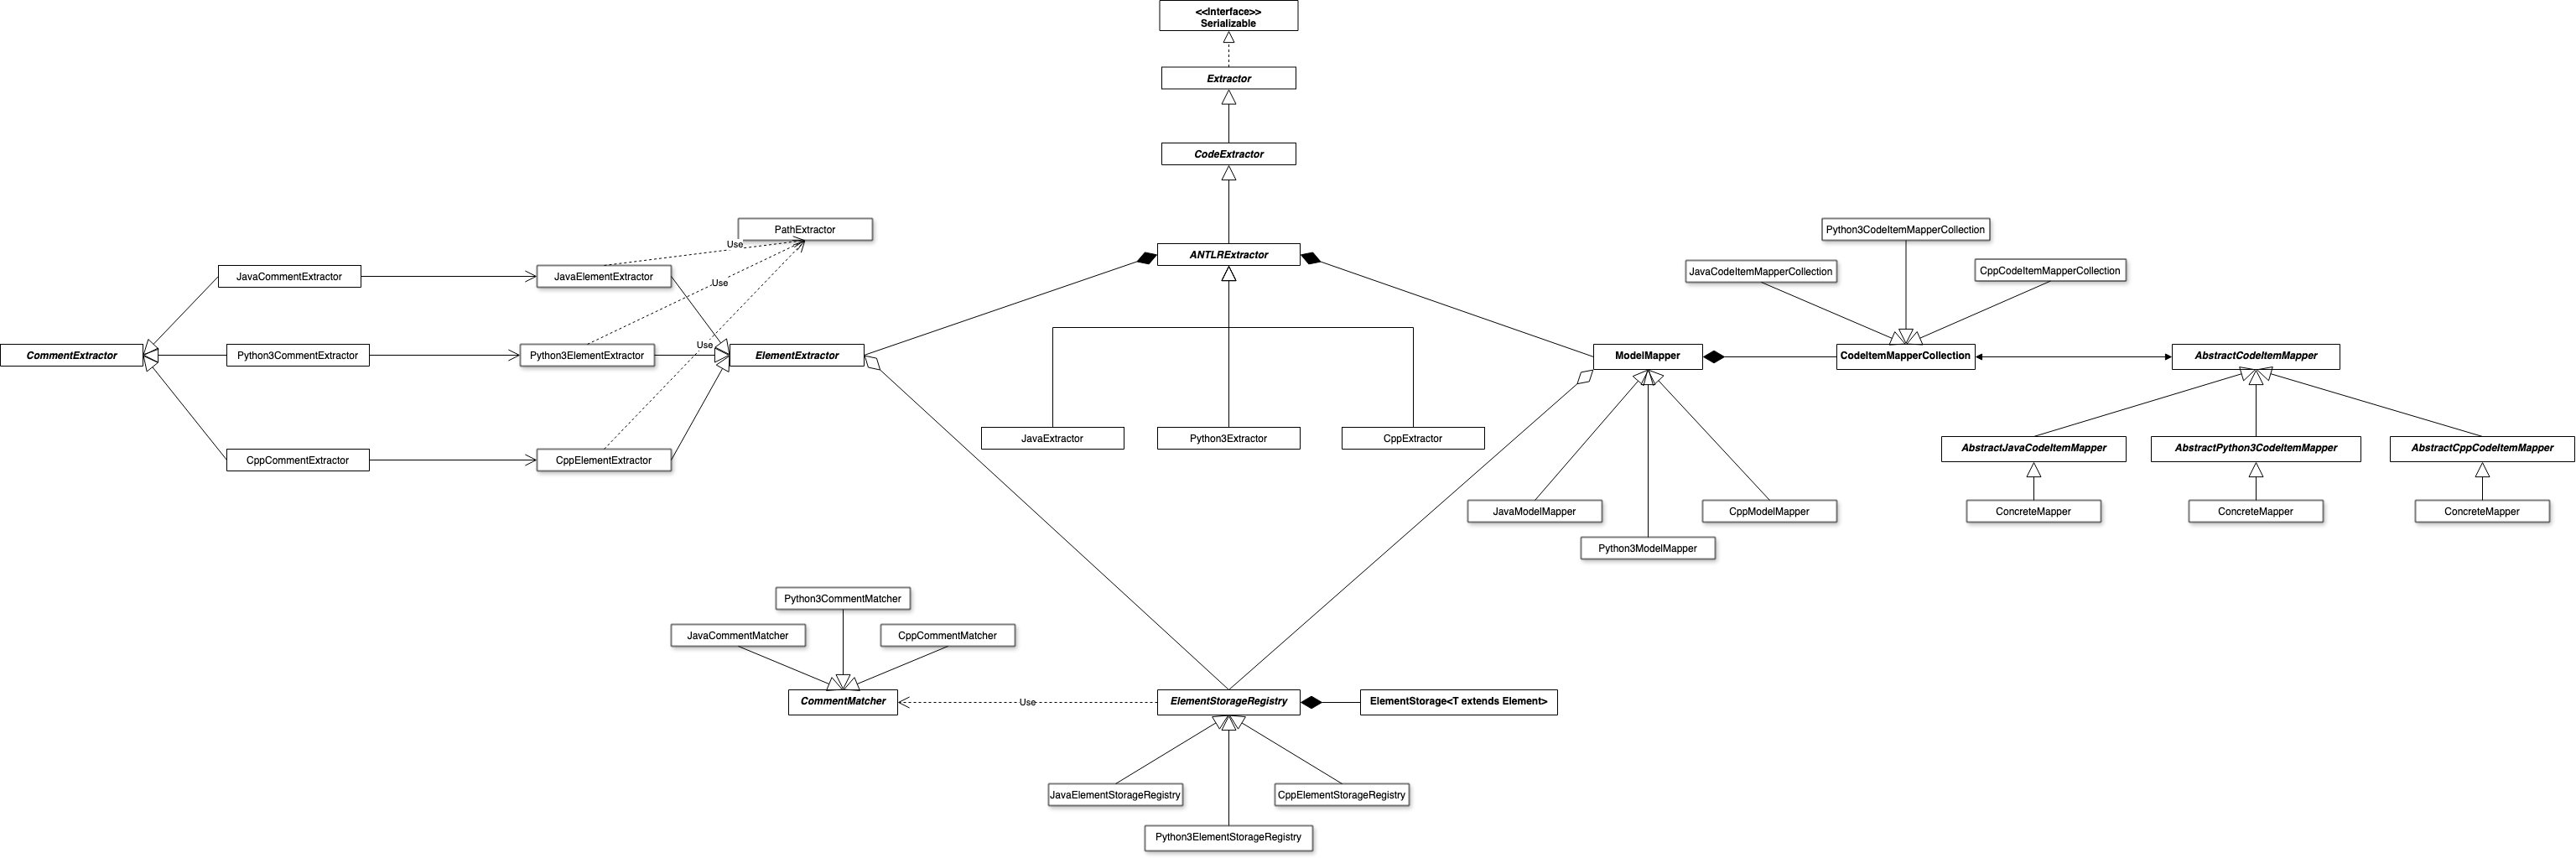 <<Interface>>
Serializable
Extractor
CodeExtractor
PathExtractor
Python3CodeItemMapperCollection
Use
ANTLRExtractor
JavaCodeItemMapperCollection
CppCodeItemMapperCollection
JavaCommentExtractor
JavaElementExtractor
Use
Use
CommentExtractor
Python3CommentExtractor
Python3ElementExtractor
ElementExtractor
ModelMapper
CodeItemMapperCollection
AbstractCodeItemMapper
JavaExtractor
Python3Extractor
CppExtractor
AbstractJavaCodeItemMapper
AbstractPython3CodeItemMapper
AbstractCppCodeItemMapper
CppCommentExtractor
CppElementExtractor
JavaModelMapper
CppModelMapper
ConcreteMapper
ConcreteMapper
ConcreteMapper
Python3ModelMapper
Python3CommentMatcher
JavaCommentMatcher
CppCommentMatcher
CommentMatcher
Use
ElementStorageRegistry
ElementStorage<T extends Element>
JavaElementStorageRegistry
CppElementStorageRegistry
Python3ElementStorageRegistry